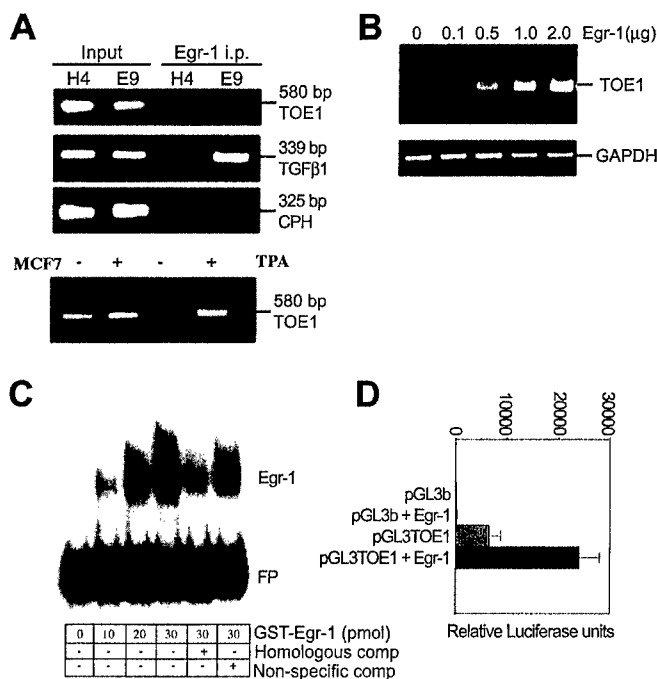 A
Input Egr-1 i.p.
H4 E9 H4 E9
580 bp
TOE1
339 bp
TGFβ1
325 bp
CPH
MCF7 - + - + TPA
580 bp
TOE1
B
0 0.1 0.5 1.0 2.0 Egr-1(µg)
TOE1
GAPDH
C
Egr-1
FP
0 10 20 30 30 30 GST-Egr-1 (pmol)
- - - - + - Homologous comp
- - - - - + Non-specific comp
D
0 10000 20000 30000
pGL3b
pGL3b + Egr-1
pGL3TOE1
pGL3TOE1 + Egr-1
Relative Luciferase units